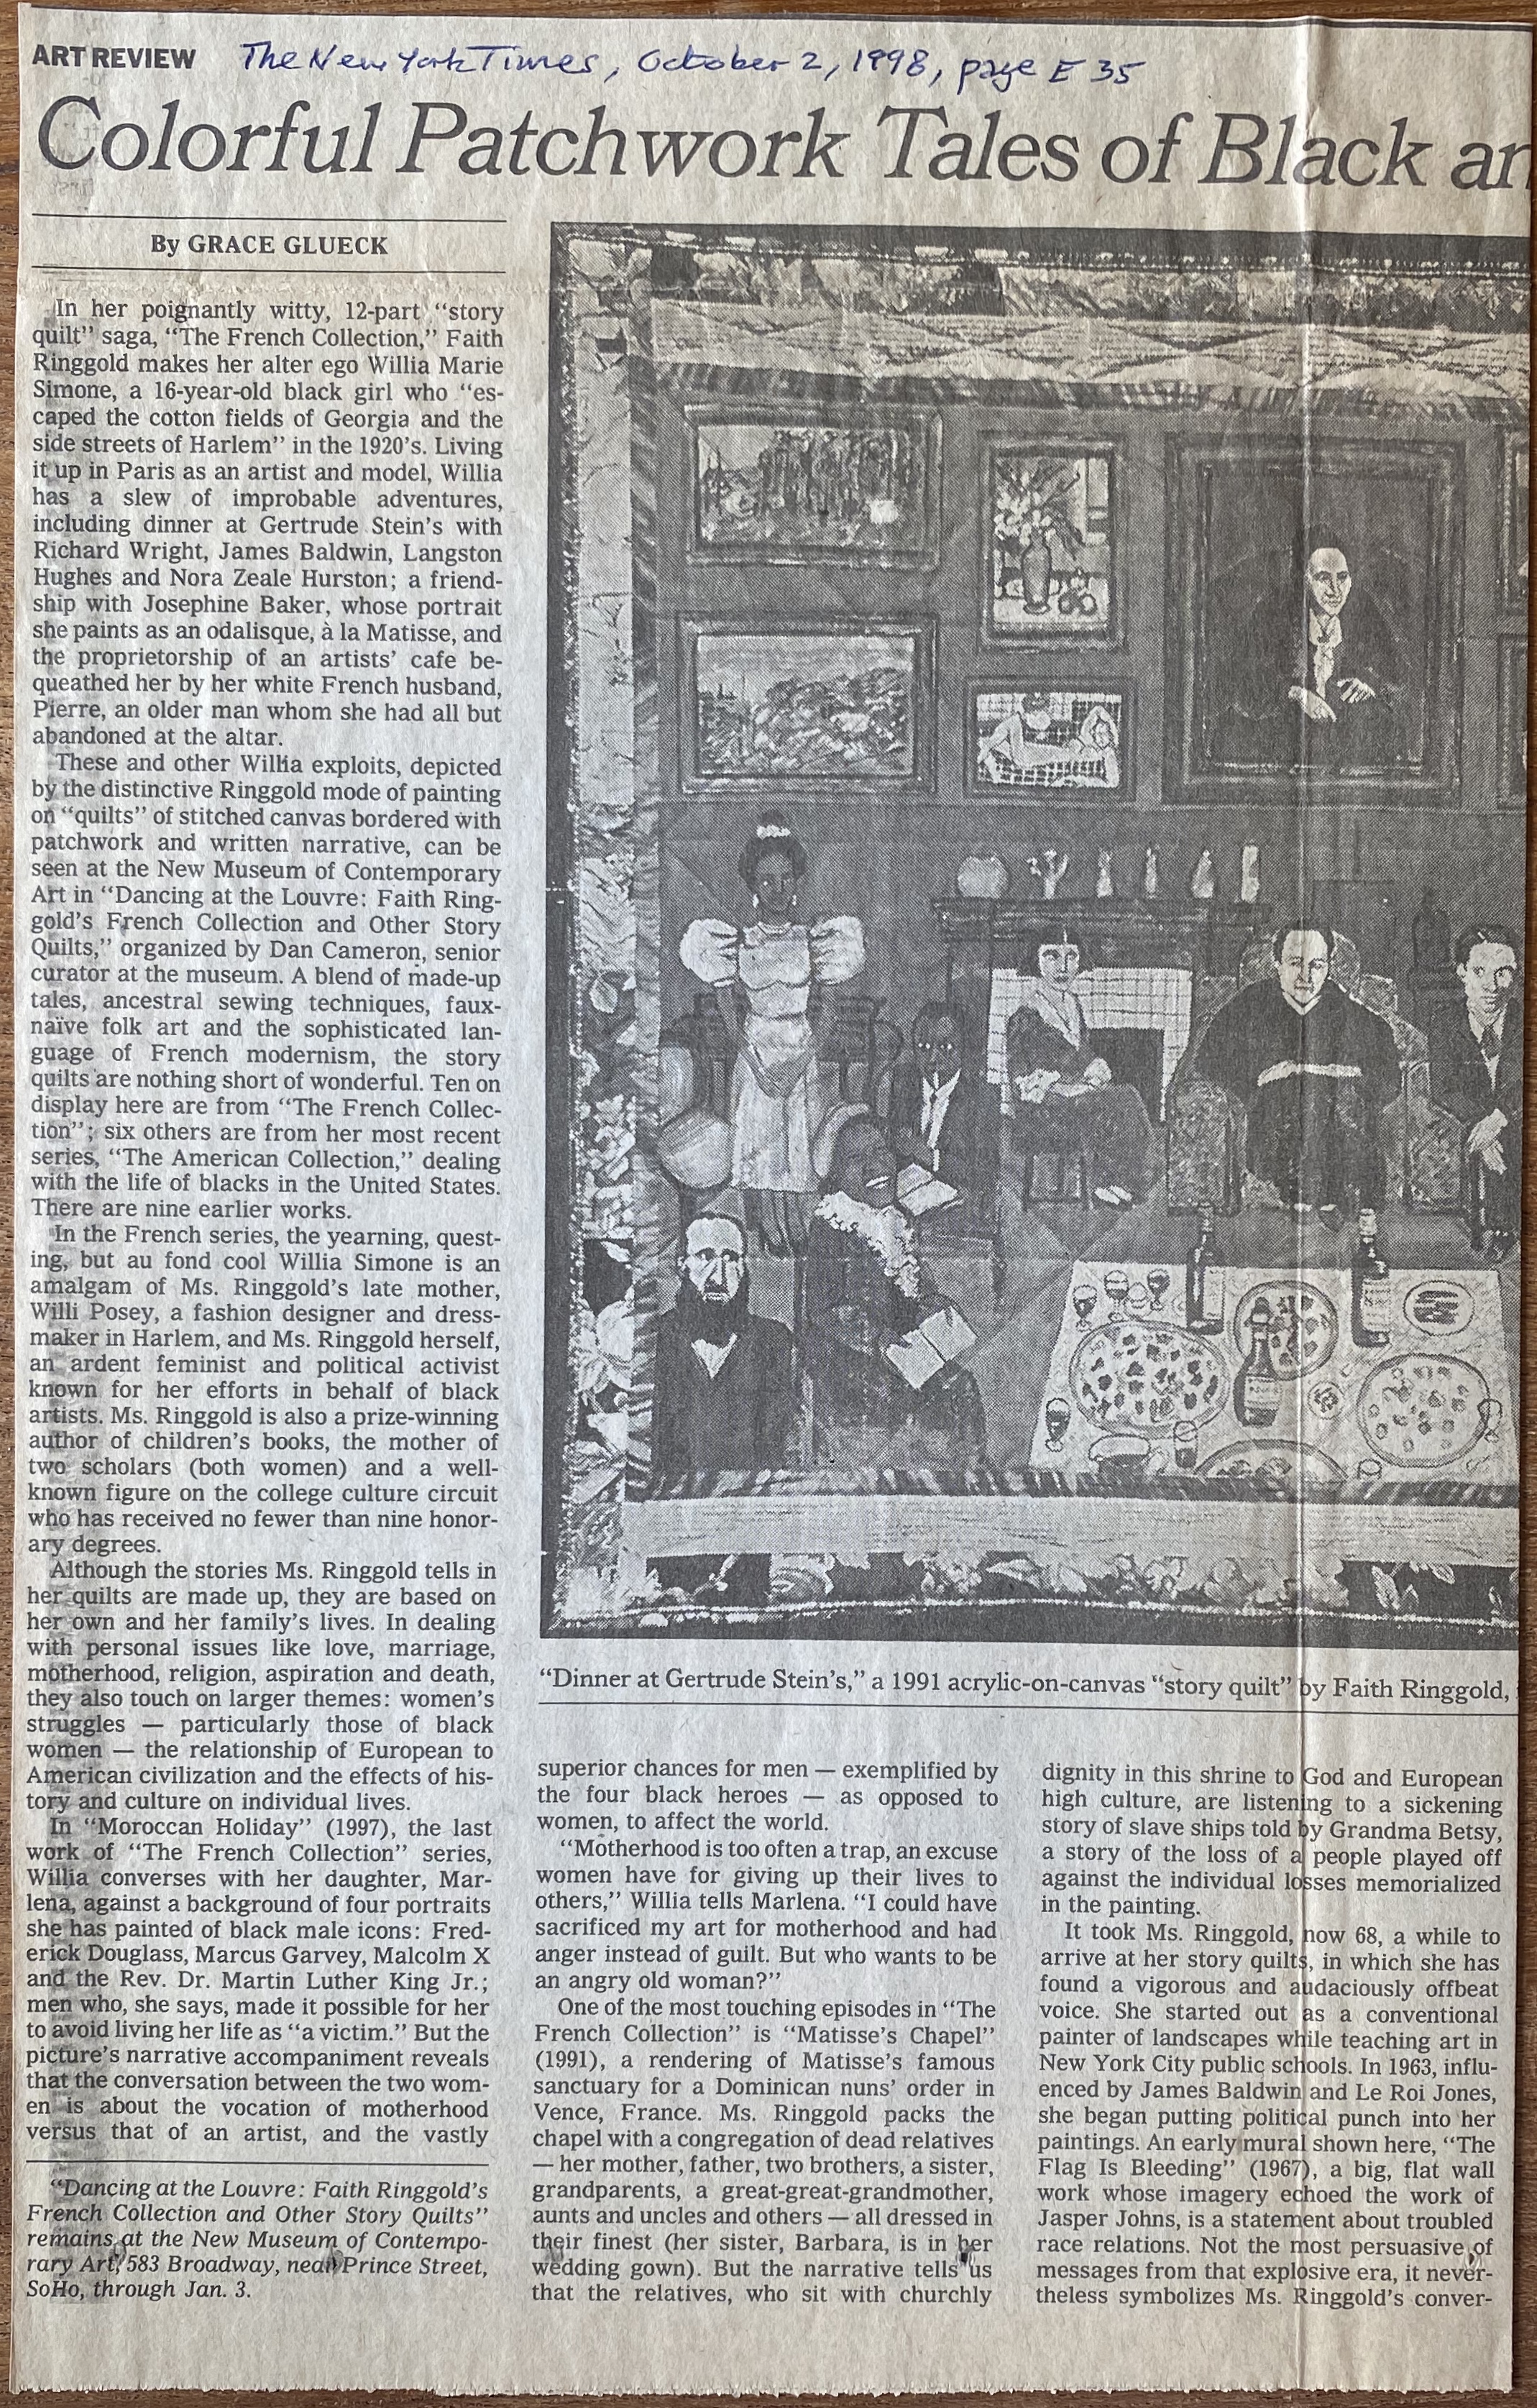 ART REVIEW The New York Times, October 2, 1998, page E 35
Colorful Patchwork Tales of Black an
By GRACE GLUECK
In her poignantly witty, 12-part “story
quilt” saga, “The French Collection,” Faith
Ringgold makes her alter ego Willia Marie
Simone, a 16-year-old black girl who “es-
caped the cotton fields of Georgia and the
side streets of Harlem” in the 1920's. Living
it up in Paris as an artist and model, Willia
has a slew of improbable adventures,
including dinner at Gertrude Stein's with
Richard Wright, James Baldwin, Langston
Hughes and Nora Zeale Hurston; a friend-
ship with Josephine Baker, whose portrait
she paints as an odalisque, à la Matisse, and
the proprietorship of an artists' cafe be-
queathed her by her white French husband,
Pierre, an older man whom she had all but
abandoned at the altar.
These and other Willia exploits, depicted
by the distinctive Ringgold mode of painting
on “quilts” of stitched canvas bordered with
patchwork and written narrative, can be
seen at the New Museum of Contemporary
Art in “Dancing at the Louvre: Faith Ring-
gold's French Collection and Other Story
Quilts,” organized by Dan Cameron, senior
curator at the museum. A blend of made-up
tales, ancestral sewing techniques, faux-
naïve folk art and the sophisticated lan-
guage of French modernism, the story
quilts are nothing short of wonderful. Ten on
display here are from “The French Collec-
tion”; six others are from her most recent
series, “The American Collection,” dealing
with the life of blacks in the United States.
There are nine earlier works.
In the French series, the yearning, quest-
ing, but au fond cool Willia Simone is an
amalgam of Ms. Ringgold's late mother,
Willi Posey, a fashion designer and dress-
maker in Harlem, and Ms. Ringgold herself,
an ardent feminist and political activist
known for her efforts in behalf of black
artists. Ms. Ringgold is also a prize-winning
author of children's books, the mother of
two scholars (both women) and a well-
known figure on the college culture circuit
who has received no fewer than nine honor-
ary degrees.
Although the stories Ms. Ringgold tells in
her quilts are made up, they are based on
her own and her family's lives. In dealing
with personal issues like love, marriage,
motherhood, religion, aspiration and death,
they also touch on larger themes: women's
struggles — particularly those of black
women — the relationship of European to
American civilization and the effects of his-
tory and culture on individual lives.
In “Moroccan Holiday” (1997), the last
work of “The French Collection” series,
Willia converses with her daughter, Mar-
lena, against a background of four portraits
she has painted of black male icons: Fred-
erick Douglass, Marcus Garvey, Malcolm X
and the Rev. Dr. Martin Luther King Jr.;
men who, she says, made it possible for her
to avoid living her life as “a victim.” But the
picture's narrative accompaniment reveals
that the conversation between the two wom-
en is about the vocation of motherhood
versus that of an artist, and the vastly
“Dancing at the Louvre: Faith Ringgold's
French Collection and Other Story Quilts”
remains at the New Museum of Contempo-
rary Art, 583 Broadway, near Prince Street,
SoHo, through Jan. 3.
“Dinner at Gertrude Stein's,” a 1991 acrylic-on-canvas “story quilt” by Faith Ringgold,
superior chances for men — exemplified by
the four black heroes — as opposed to
women, to affect the world.
“Motherhood is too often a trap, an excuse
women have for giving up their lives to
others,” Willia tells Marlena. “I could have
sacrificed my art for motherhood and had
anger instead of guilt. But who wants to be
an angry old woman?”
One of the most touching episodes in “The
French Collection” is “Matisse's Chapel”
(1991), a rendering of Matisse's famous
sanctuary for a Dominican nuns' order in
Vence, France. Ms. Ringgold packs the
chapel with a congregation of dead relatives
— her mother, father, two brothers, a sister,
grandparents, a great-great-grandmother,
aunts and uncles and others — all dressed in
their finest (her sister, Barbara, is in her
wedding gown). But the narrative tells us
that the relatives, who sit with churchly
dignity in this shrine to God and European
high culture, are listening to a sickening
story of slave ships told by Grandma Betsy,
a story of the loss of a people played off
against the individual losses memorialized
in the painting.
It took Ms. Ringgold, now 68, a while to
arrive at her story quilts, in which she has
found a vigorous and audaciously offbeat
voice. She started out as a conventional
painter of landscapes while teaching art in
New York City public schools. In 1963, influ-
enced by James Baldwin and Le Roi Jones,
she began putting political punch into her
paintings. An early mural shown here, “The
Flag Is Bleeding” (1967), a big, flat wall
work whose imagery echoed the work of
Jasper Johns, is a statement about troubled
race relations. Not the most persuasive of
messages from that explosive era, it never-
theless symbolizes Ms. Ringgold's conver-